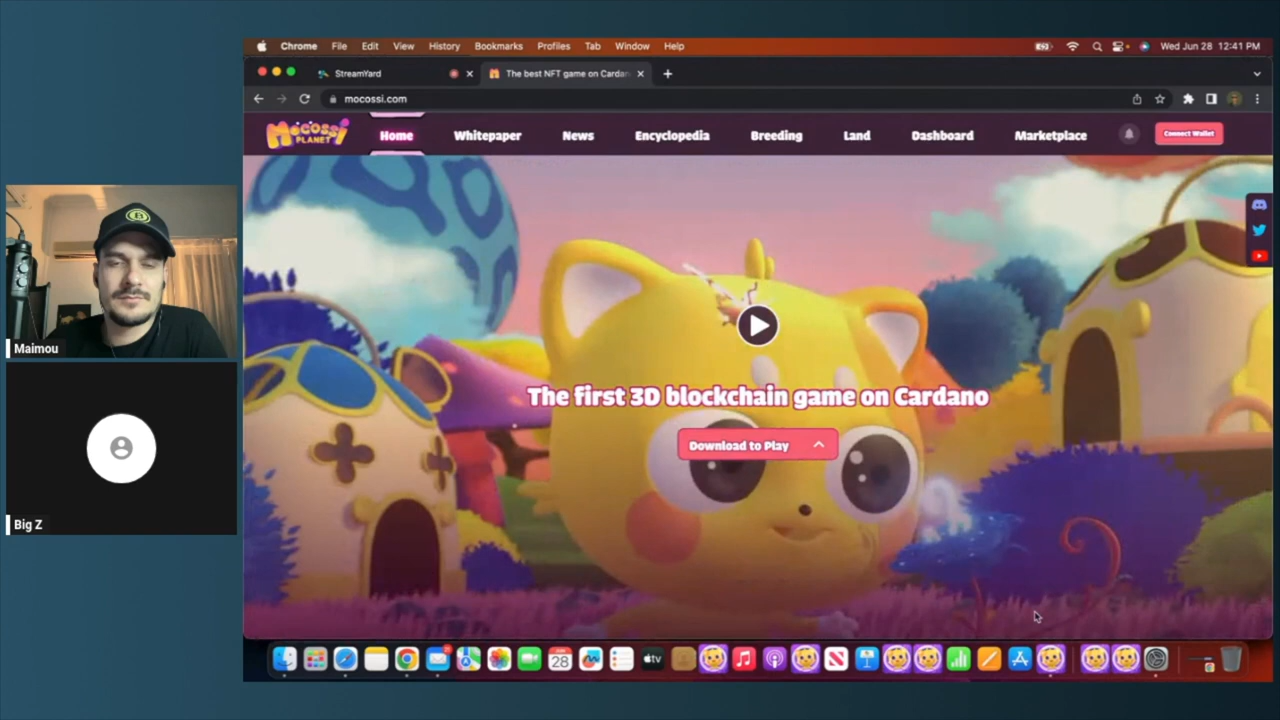 Chrome File Edit View History Bookmarks Profiles Tab Window Help
Wed Jun 28 12:41 PM
StreamYard
The best NFT game on Cardan
mocossi.com
MOCOSSI
PLANET
Home Whitepaper News Encyclopedia Breeding Land Dashboard Marketplace
Connect Wallet
Maimou
The first 3D blockchain game on Cardano
Download to Play
Big Z
28
tv